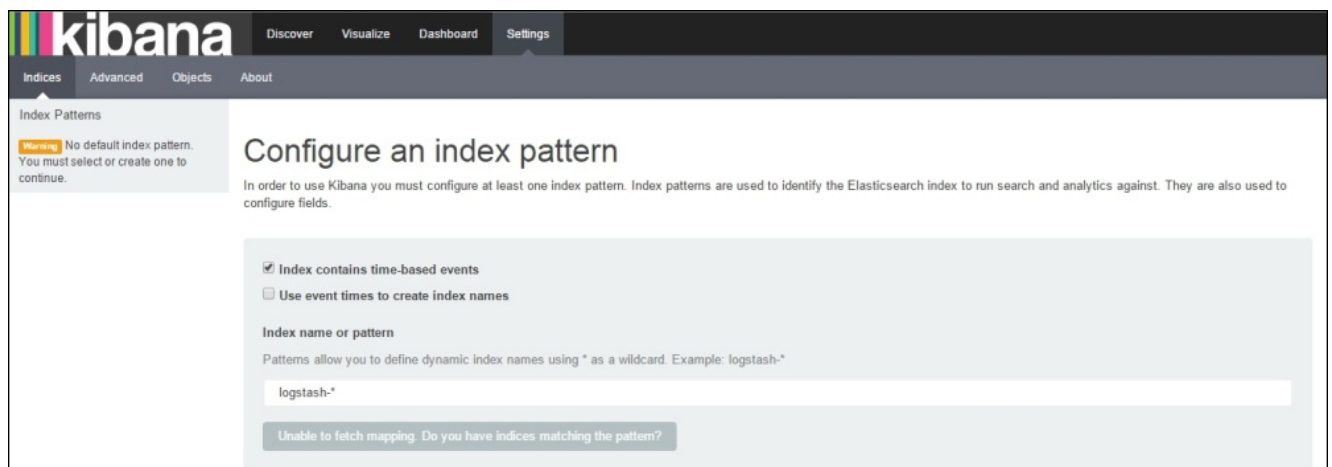 kibana
Discover Visualize Dashboard Settings
Indices Advanced Objects About
Index Patterns
Warning No default index pattern.
You must select or create one to
continue.
Configure an index pattern
In order to use Kibana you must configure at least one index pattern. Index patterns are used to identify the Elasticsearch index to run search and analytics against. They are also used to
configure fields.
Index contains time-based events
Use event times to create index names
Index name or pattern
Patterns allow you to define dynamic index names using * as a wildcard. Example: logstash-*
logstash-*
Unable to fetch mapping. Do you have indices matching the pattern?